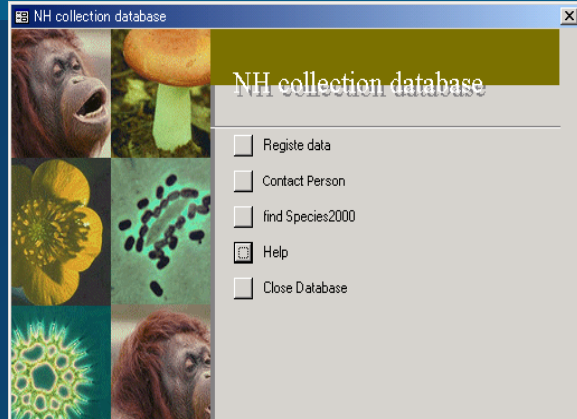 NH collection database
NH collection database
Registe data
Contact Person
find Species2000
Help
Close Database